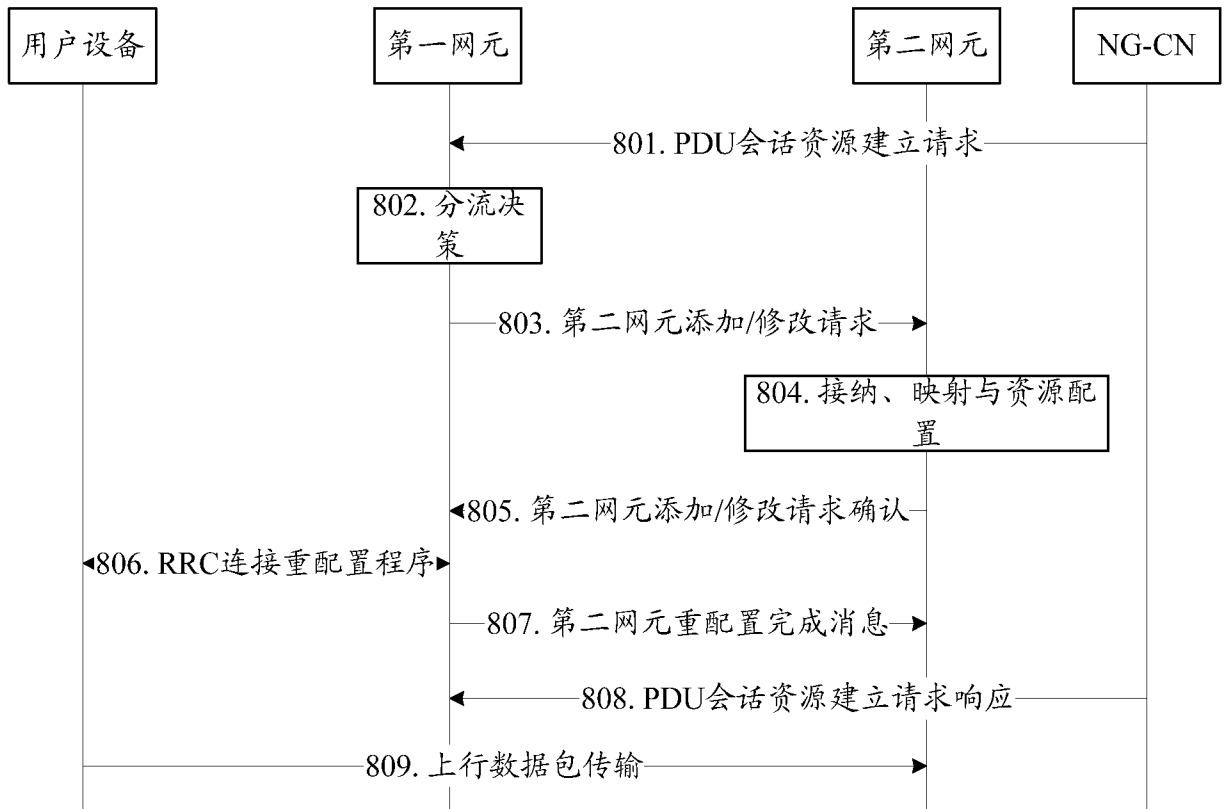 用户设备
第一网元
第二网元
NG-CN
801. PDU会话资源建立请求
802. 分流决
策
803. 第二网元添加/修改请求
804. 接纳、映射与资源配
置
805. 第二网元添加/修改请求确认
806. RRC连接重配置程序
807. 第二网元重配置完成消息
808. PDU会话资源建立请求响应
809. 上行数据包传输